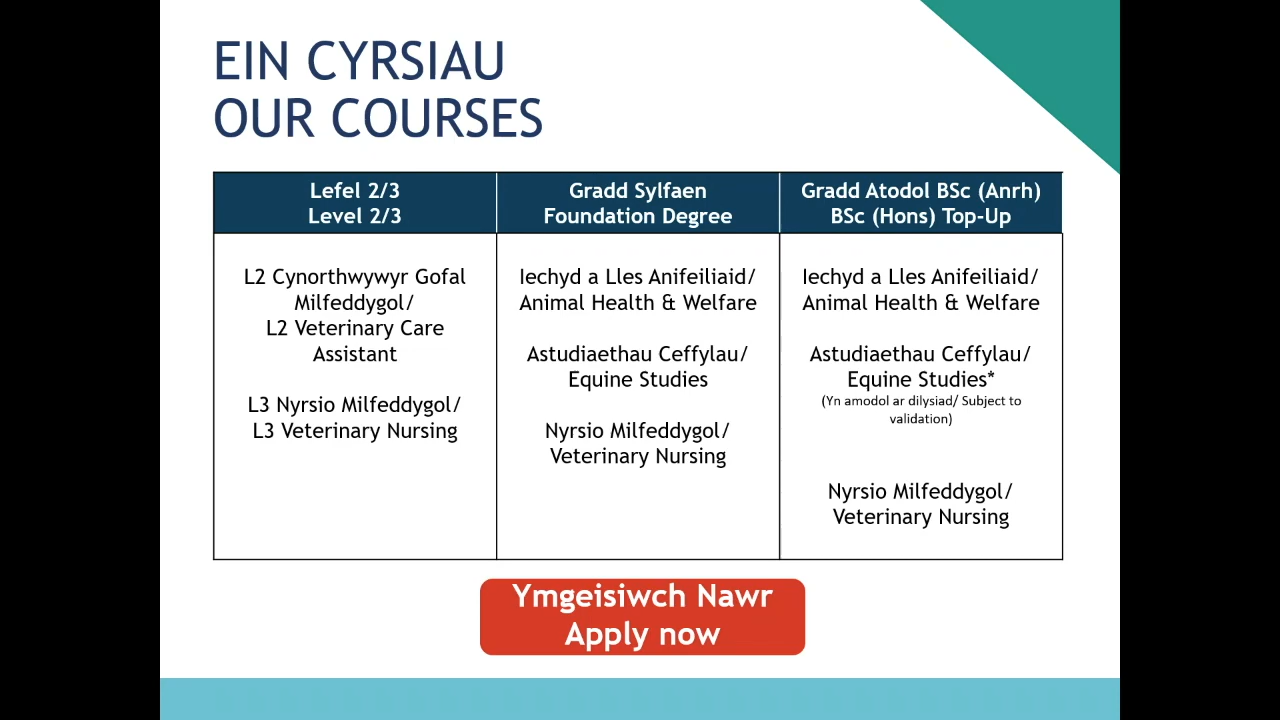 EIN CYRSIAU
OUR COURSES
Lefel 2/3
Level 2/3
L2 Cynorthwywyr Gofal
Milfeddygol/
L2 Veterinary Care
Assistant
L3 Nyrsio Milfeddygol/
L3 Veterinary Nursing
Gradd Sylfaen
Foundation Degree
Iechyd a Lles Anifeiliaid/
Animal Health & Welfare
Astudiaethau Ceffylau/
Equine Studies
Nyrsio Milfeddygol/
Veterinary Nursing
Gradd Atodol BSc (Anrh)
BSc (Hons) Top-Up
Iechyd a Lles Anifeiliaid/
Animal Health & Welfare
Astudiaethau Ceffylau/
Equine Studies*
(Yn amodol ar dilysiad/ Subject to
validation)
Nyrsio Milfeddygol/
Veterinary Nursing
Ymgeisiwch Nawr
Apply now